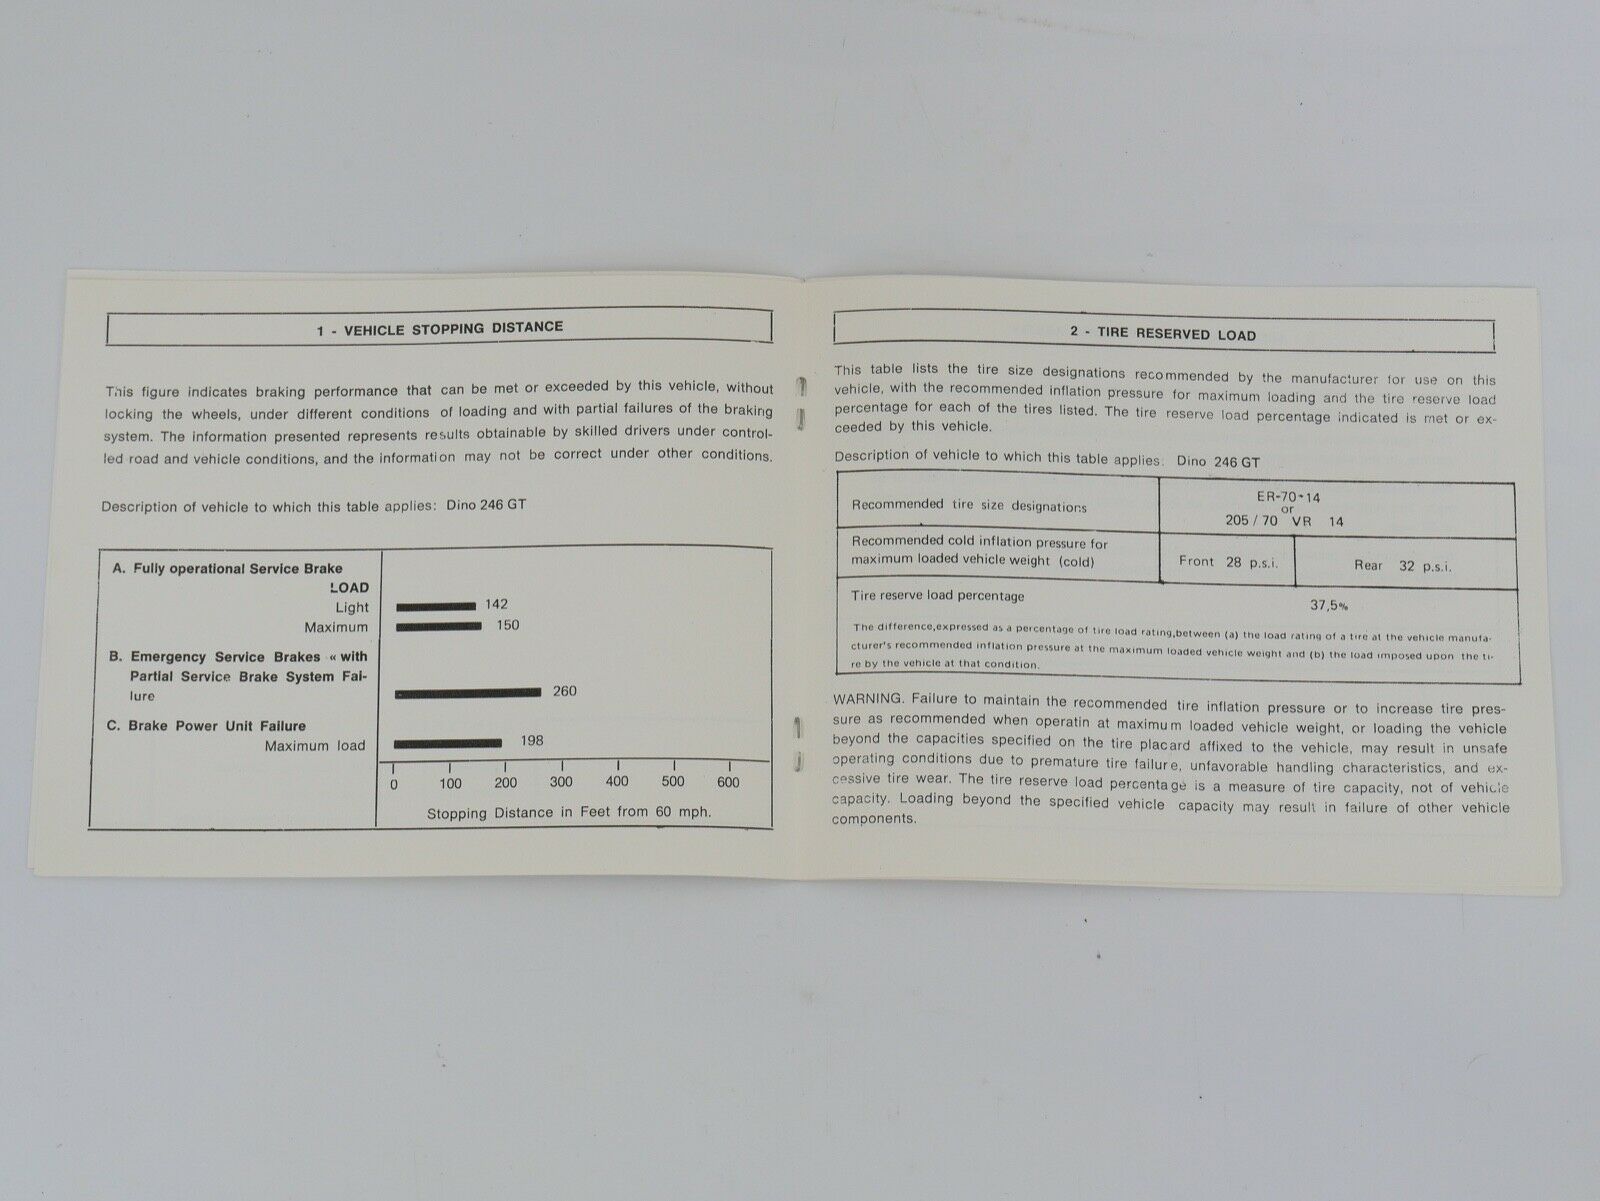 1 - VEHICLE STOPPING DISTANCE
This figure indicates braking performance that can be met or exceeded by this vehicle, without
locking the wheels, under different conditions of loading and with partial failures of the braking
system. The information presented represents results obtainable by skilled drivers under control-
led road and vehicle conditions, and the information may not be correct under other conditions.
Description of vehicle to which this table applies: Dino 246 GT
A. Fully operational Service Brake
LOAD
Light 142
Maximum 150
B. Emergency Service Brakes « with
Partial Service Brake System Fai-
lure 260
C. Brake Power Unit Failure
Maximum load 198
0 100 200 300 400 500 600
Stopping Distance in Feet from 60 mph.
2 - TIRE RESERVED LOAD
This table lists the tire size designations recommended by the manufacturer for use on this
vehicle, with the recommended inflation pressure for maximum loading and the tire reserve load
percentage for each of the tires listed. The tire reserve load percentage indicated is met or ex-
ceeded by this vehicle.
Description of vehicle to which this table applies: Dino 246 GT
Recommended tire size designations
ER-70-14
or
205 / 70 VR 14
Recommended cold inflation pressure for
maximum loaded vehicle weight (cold)
Front 28 p.s.i.
Rear 32 p.s.i.
Tire reserve load percentage
37,5%
The difference,expressed as a percentage of tire load rating,between (a) the load rating of a tire at the vehicle manufa-
cturer's recommended inflation pressure at the maximum loaded vehicle weight and (b) the load imposed upon the ti-
re by the vehicle at that condition.
WARNING. Failure to maintain the recommended tire inflation pressure or to increase tire pres-
sure as recommended when operatin at maximum loaded vehicle weight, or loading the vehicle
beyond the capacities specified on the tire placard affixed to the vehicle, may result in unsafe
operating conditions due to premature tire failure, unfavorable handling characteristics, and ex-
cessive tire wear. The tire reserve load percentage is a measure of tire capacity, not of vehicle
capacity. Loading beyond the specified vehicle capacity may result in failure of other vehicle
components.